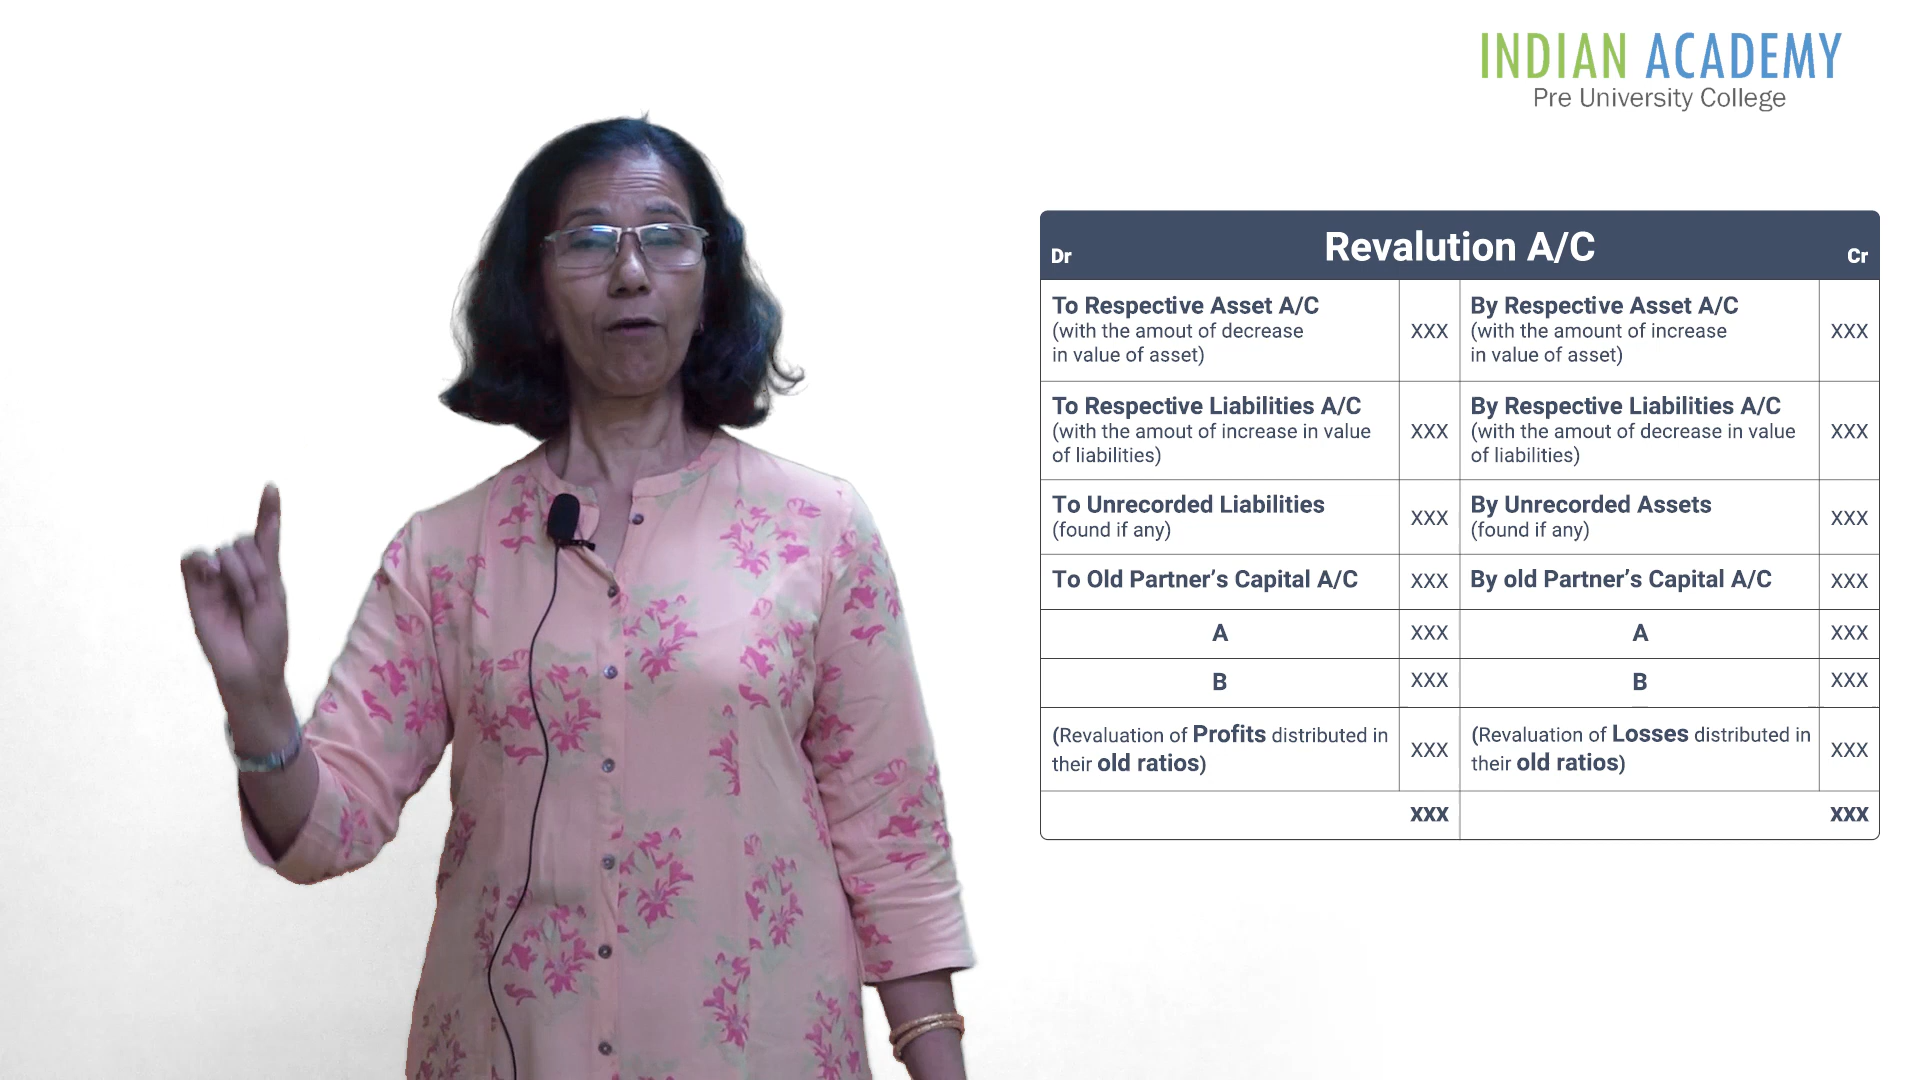 INDIAN ACADEMY
Pre University College
Dr
Revalution A/C
Cr
To Respective Asset A/C
(with the amout of decrease
in value of asset)
XXX
By Respective Asset A/C
(with the amount of increase
in value of asset)
XXX
To Respective Liabilities A/C
(with the amout of increase in value
of liabilities)
XXX
By Respective Liabilities A/C
(with the amout of decrease in value
of liabilities)
XXX
To Unrecorded Liabilities
(found if any)
XXX
By Unrecorded Assets
(found if any)
XXX
To Old Partner’s Capital A/C
XXX
By old Partner’s Capital A/C
XXX
A
XXX
A
XXX
B
XXX
B
XXX
(Revaluation of Profits distributed in
their old ratios)
XXX
(Revaluation of Losses distributed in
their old ratios)
XXX
XXX
XXX